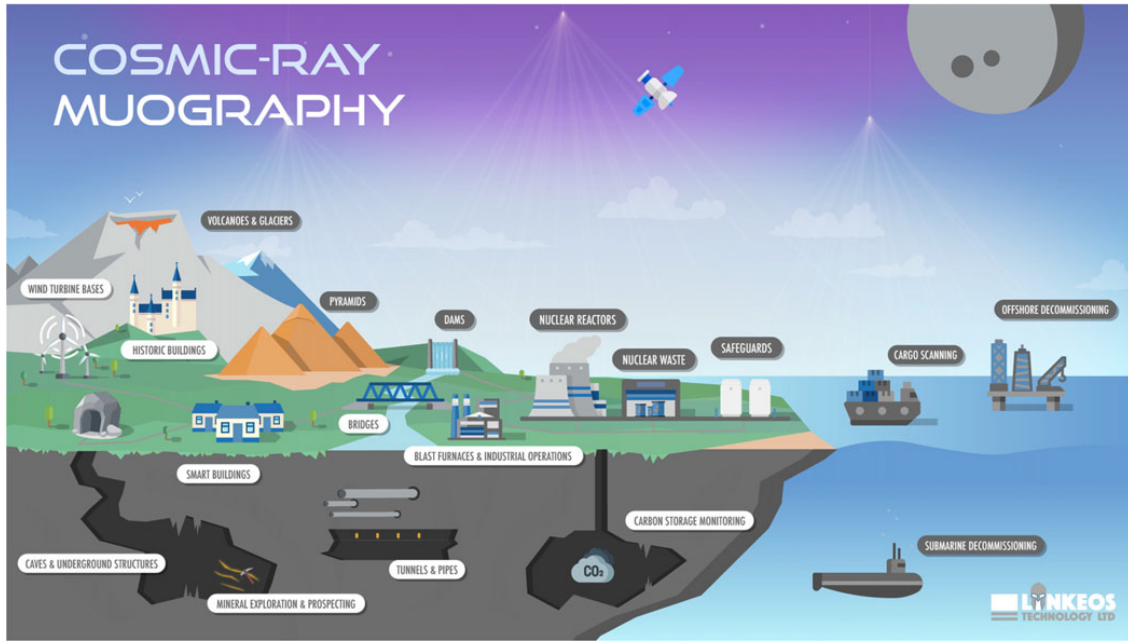 COSMIC-RAY
MUOGRAPHY
VOLCANOES & GLACIERS
WIND TURBINE BASES
PYRAMIDS
OFFSHORE DECOMMISSIONING
DAMS
NUCLEAR REACTORS
SAFEGUARDS
HISTORIC BUILDINGS
NUCLEAR WASTE
CARGO SCANNING
BRIDGES
BLAST FURNACES & INDUSTRIAL OPERATIONS
SMART BUILDINGS
CARBON STORAGE MONITORING
SUBMARINE DECOMMISSIONING
CAVES & UNDERGROUND STRUCTURES
TUNNELS & PIPES
CO₂
MINERAL EXPLORATION & PROSPECTING
LYNKEOS
TECHNOLOGY LTD